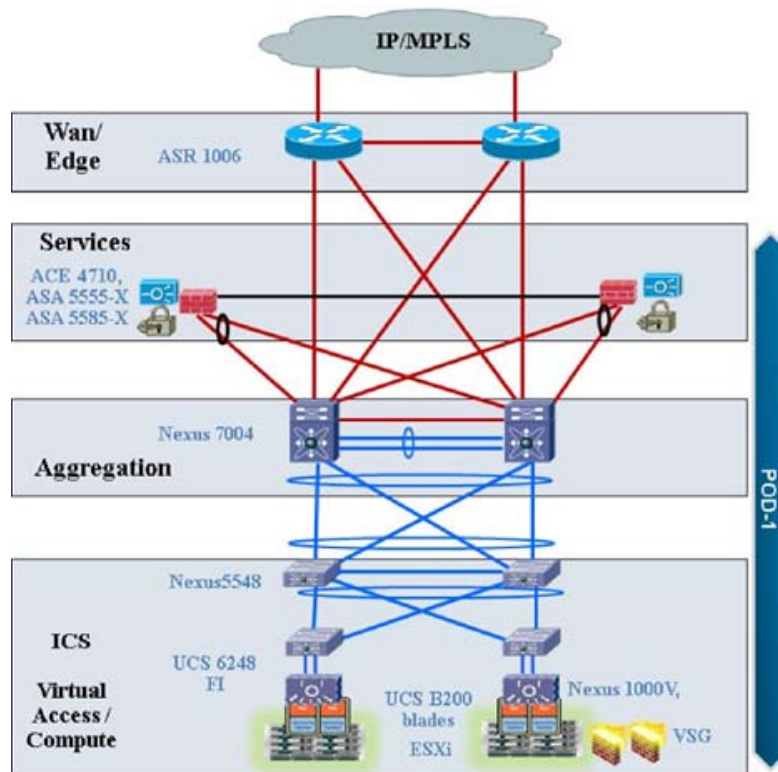 IP/MPLS
Wan/
Edge
ASR 1006
Services
ACE 4710,
ASA 5555-X
ASA 5585-X
Nexus 7004
Aggregation
POD-1
Nexus5548
ICS
UCS 6248
FI
Virtual
Access /
Compute
UCS B200
blades
ESXi
Nexus 1000V,
VSG